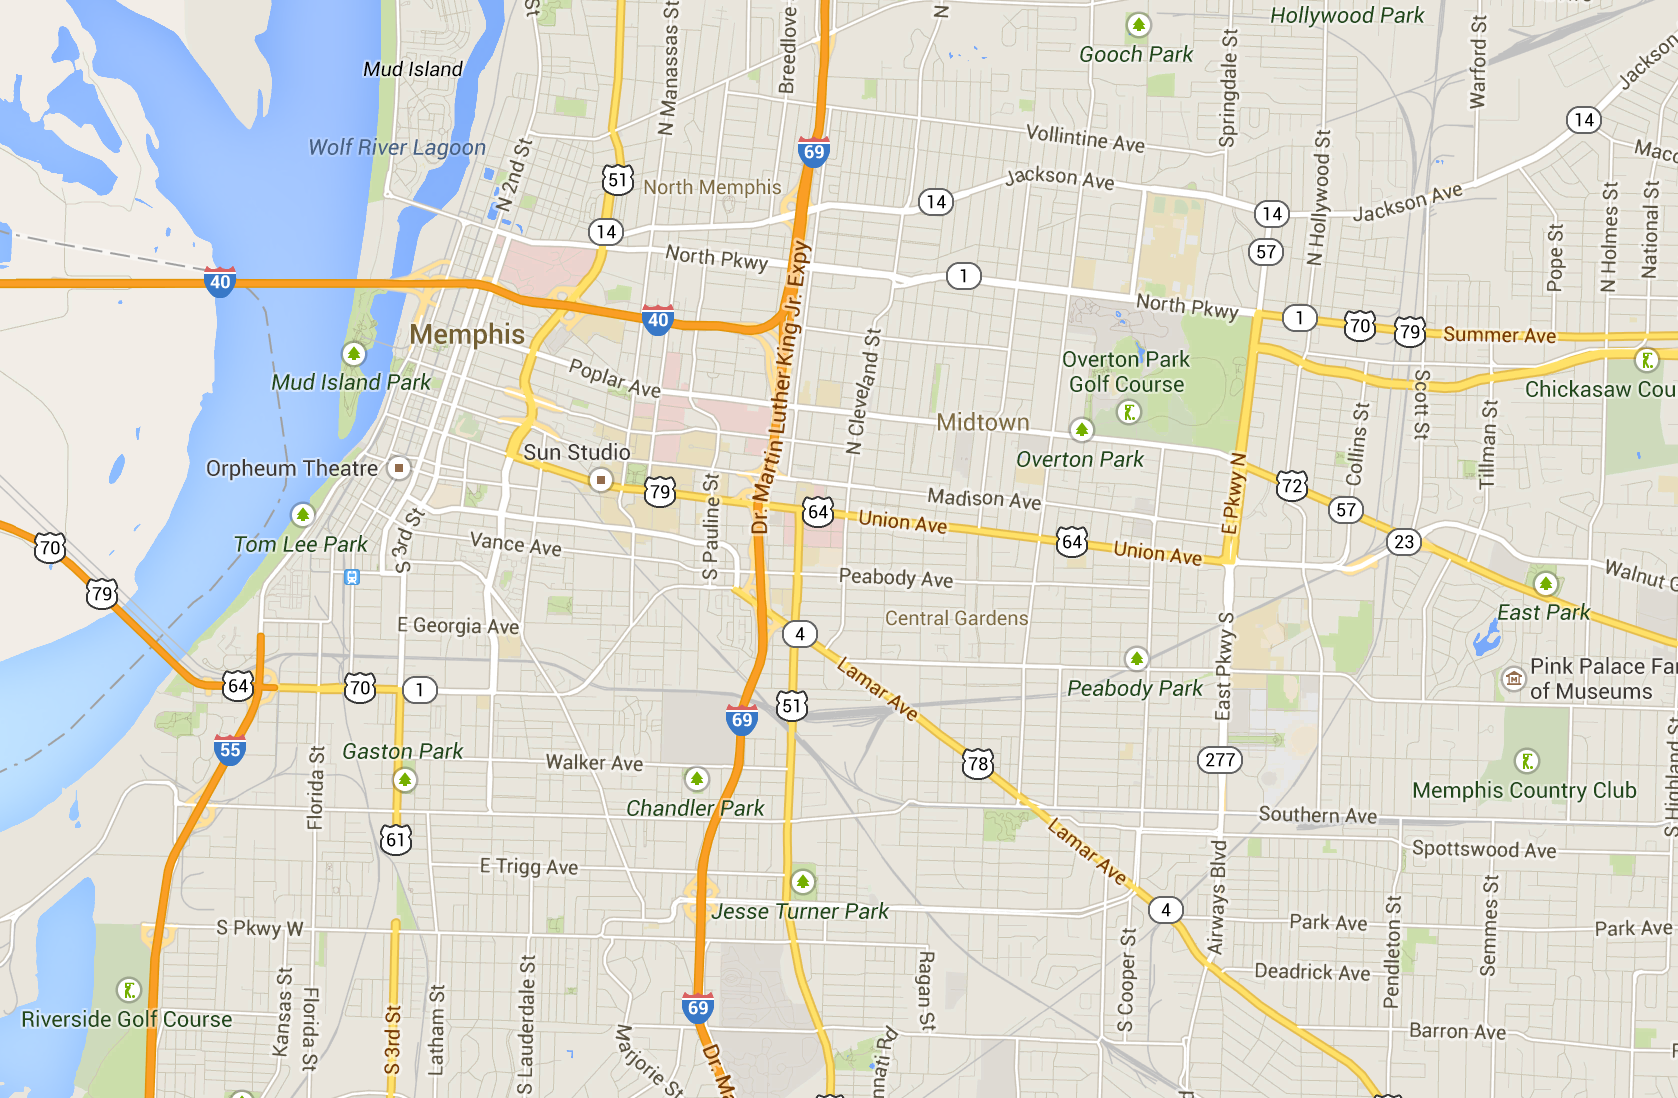 Hollywood Park
Gooch Park
Mud Island
N Manassas St
Breedlove
N
Springdale St
Warford St
Jackson
14
Vollintine Ave
Wolf River Lagoon
69
N 2nd St
51
North Memphis
Jackson Ave
14
14
Jackson Ave
N Hollywood St
N Holmes St
National St
14
North Pkwy
57
Pope St
40
1
Dr. Martin Luther King Jr. Expy
North Pkwy
40
1
70
79
Summer Ave
Memphis
Overton Park
Golf Course
Mud Island Park
Poplar Ave
N Cleveland St
Scott St
Chickasaw Cou
Midtown
Collins St
Tillman St
Overton Park
Orpheum Theatre
Sun Studio
79
Madison Ave
E Pkwy N
72
57
64
Union Ave
64
Union Ave
23
Tom Lee Park
S 3rd St
Vance Ave
S Pauline St
70
79
Peabody Ave
Walnut G
East Park
E Georgia Ave
Central Gardens
4
East Pkwy S
Peabody Park
Pink Palace Fa
of Museums
64
70
1
Lamar Ave
51
69
55
Gaston Park
Walker Ave
78
277
S Highland St
Florida St
Chandler Park
Memphis Country Club
Southern Ave
61
Lamar Ave
Spottswood Ave
E Trigg Ave
Jesse Turner Park
4
Airways Blvd
Pendleton St
Semmes St
S Pkwy W
Park Ave
Park Ave
Deadrick Ave
Riverside Golf Course
Kansas St
Florida St
S 3rd St
Latham St
S Lauderdale St
Marjorie St
69
Ragan St
S Cooper St
Barron Ave
nnati Rd
Dr. Ma